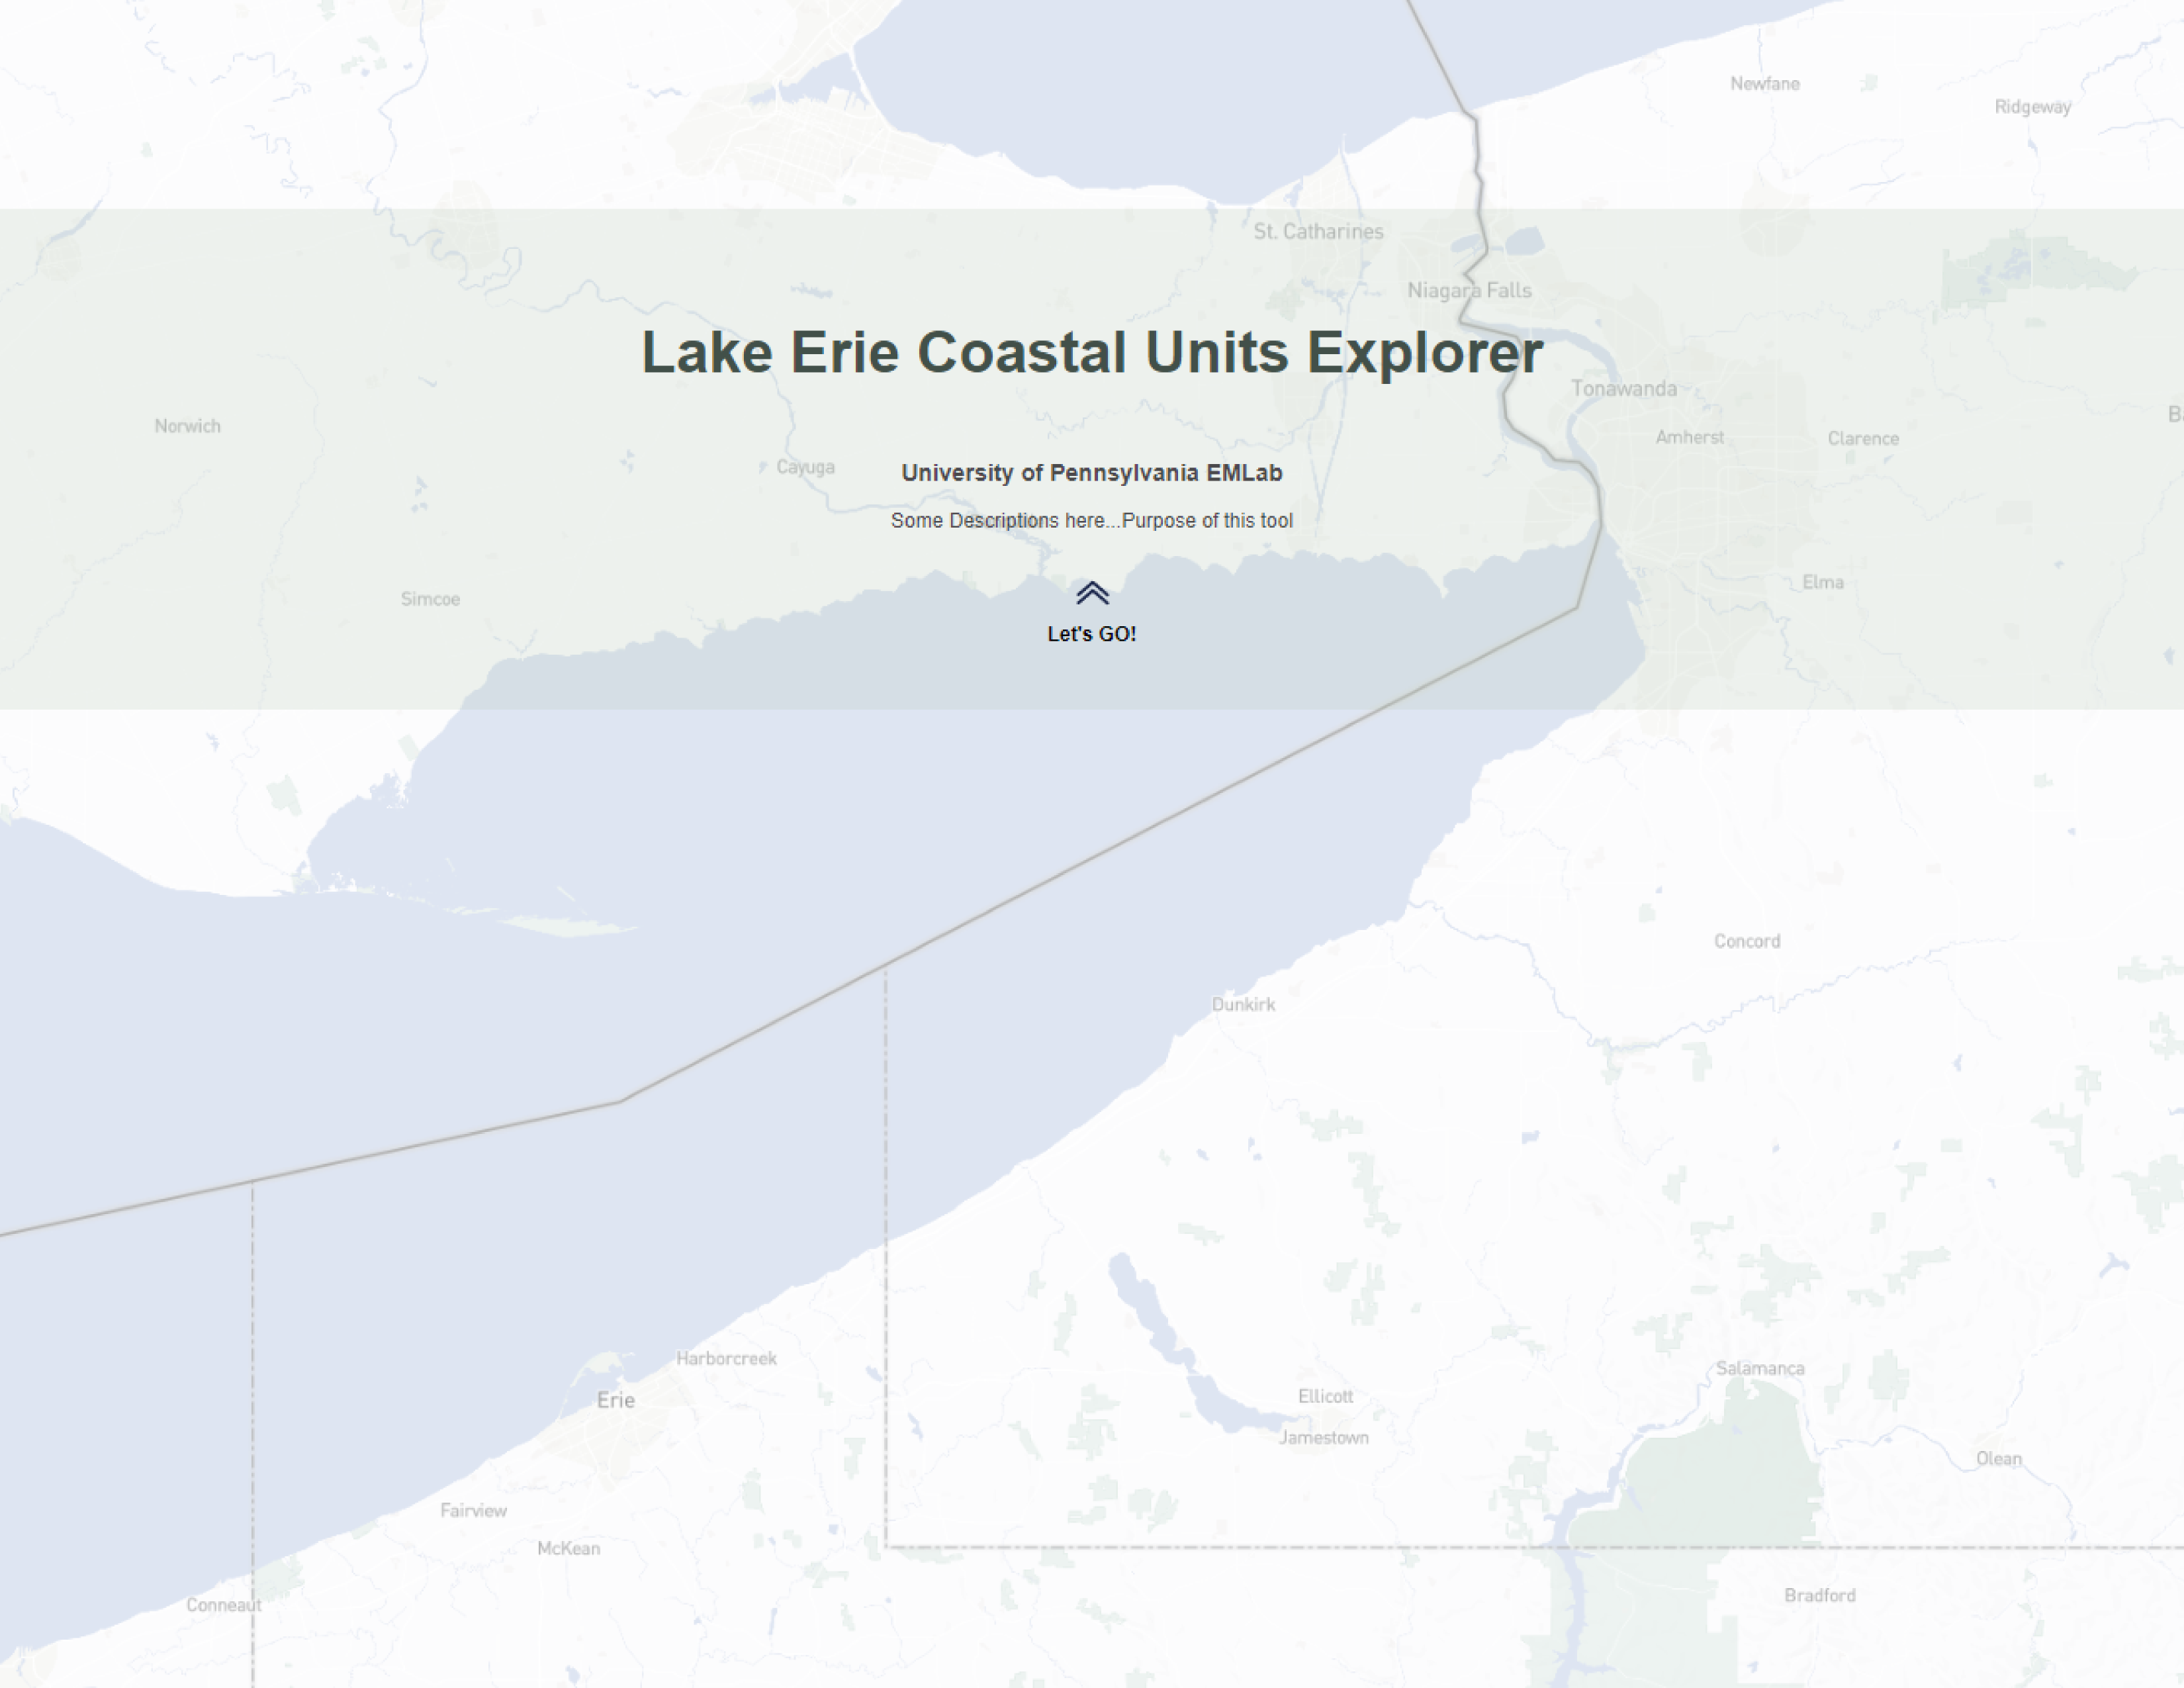 Newfane
Ridgeway
St. Catharines
Niagara Falls
Lake Erie Coastal Units Explorer
Tonawanda
Norwich
Amherst
Clarence
Cayuga
University of Pennsylvania EMLab
Some Descriptions here...Purpose of this tool
Elma
Simcoe
Let's GO!
Concord
Dunkirk
Harborcreek
Salamanca
Erie
Ellicott
Jamestown
Olean
Fairview
McKean
Bradford
Conneaut